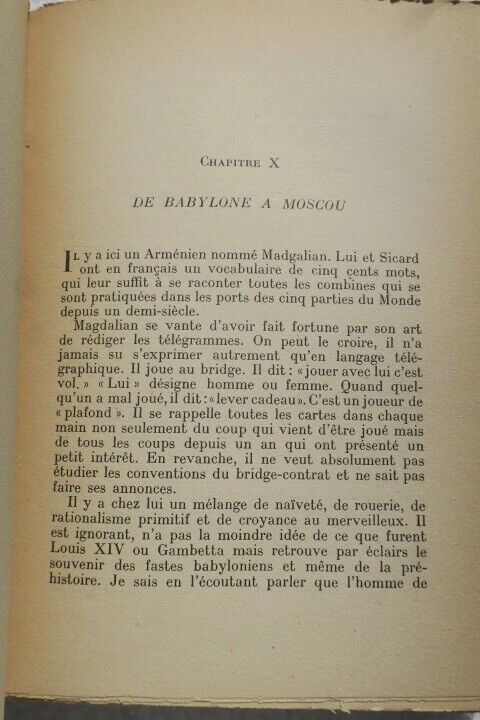 CHAPITRE X
DE BABYLONE A MOSCOU
IL y a ici un Arménien nommé Madgalian. Lui et Sicard
ont en français un vocabulaire de cinq cents mots,
qui leur suffit à se raconter toutes les combines qui se
sont pratiquées dans les ports des cinq parties du Monde
depuis un demi-siècle.
Magdalian se vante d'avoir fait fortune par son art
de rédiger les télégrammes. On peut le croire, il n'a
jamais su s'exprimer autrement qu'en langage télé-
graphique. Il joue au bridge. Il dit : « jouer avec lui c'est
vol. » « Lui » désigne homme ou femme. Quand quel-
qu'un a mal joué, il dit : « lever cadeau ». C'est un joueur de
« plafond ». Il se rappelle toutes les cartes dans chaque
main non seulement du coup qui vient d'être joué mais
de tous les coups depuis un an qui ont présenté un
petit intérêt. En revanche, il ne veut absolument pas
étudier les conventions du bridge-contrat et ne sait pas
faire ses annonces.
Il y a chez lui un mélange de naïveté, de rouerie, de
rationalisme primitif et de croyance au merveilleux. Il
est ignorant, n'a pas la moindre idée de ce que furent
Louis XIV ou Gambetta mais retrouve par éclairs le
souvenir des fastes babyloniens et même de la pré-
histoire. Je sais en l'écoutant parler que l'homme de